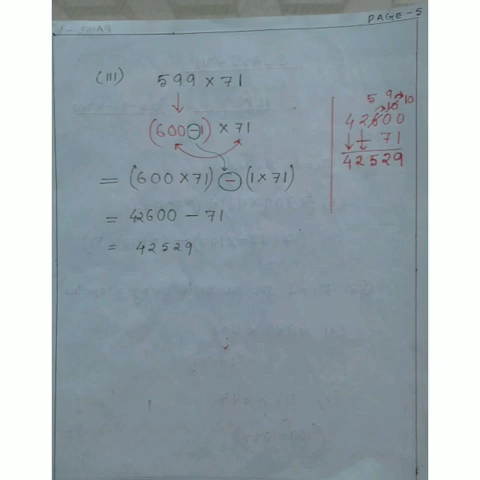 PAGE-5
(III) 599 × 71
(600 - 1) × 71
= (600 × 71) - (1 × 71)
= 42600 - 71
= 42529
5 9 10
10
42600
- 71
42529